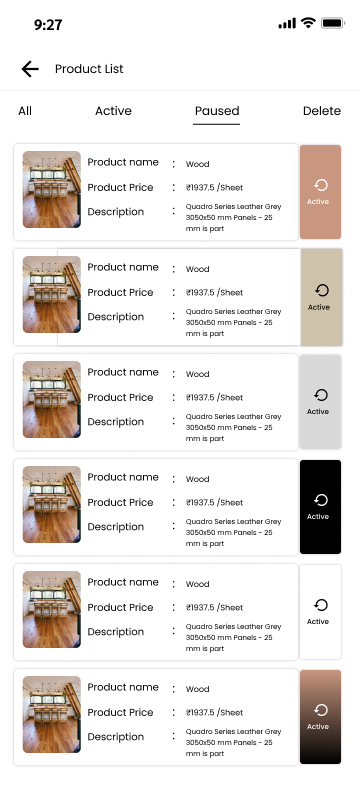 9:27
Product List
All Active Paused Delete
Product name : Wood
Product Price : ₹1937.5 /Sheet
Description : Quadro Series Leather Grey
3050x50 mm Panels - 25
mm is part
Active
Product name : Wood
Product Price : ₹1937.5 /Sheet
Description : Quadro Series Leather Grey
3050x50 mm Panels - 25
mm is part
Active
Product name : Wood
Product Price : ₹1937.5 /Sheet
Description : Quadro Series Leather Grey
3050x50 mm Panels - 25
mm is part
Active
Product name : Wood
Product Price : ₹1937.5 /Sheet
Description : Quadro Series Leather Grey
3050x50 mm Panels - 25
mm is part
Active
Product name : Wood
Product Price : ₹1937.5 /Sheet
Description : Quadro Series Leather Grey
3050x50 mm Panels - 25
mm is part
Active
Product name : Wood
Product Price : ₹1937.5 /Sheet
Description : Quadro Series Leather Grey
3050x50 mm Panels - 25
mm is part
Active